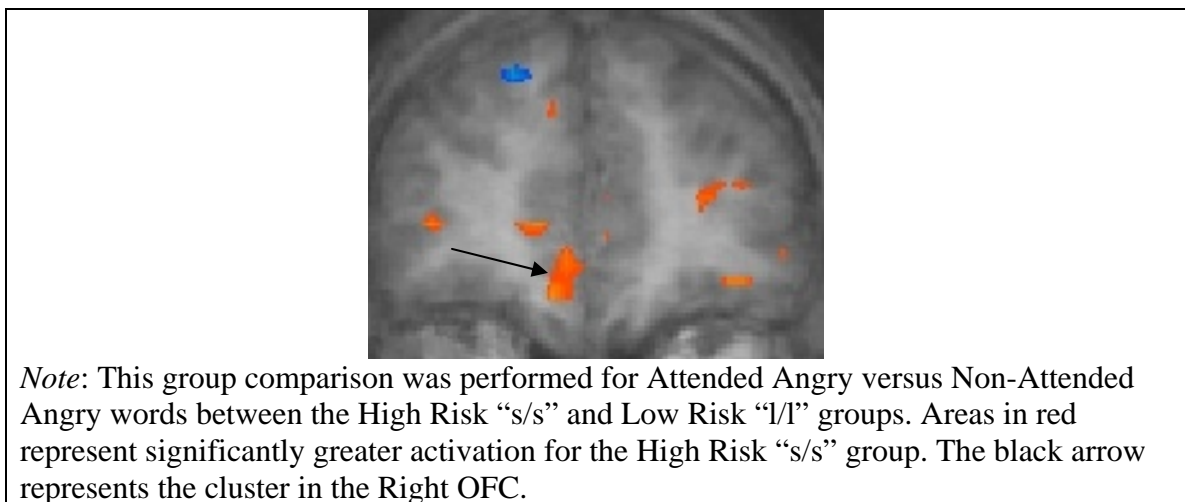 Note: This group comparison was performed for Attended Angry versus Non-Attended
Angry words between the High Risk “s/s” and Low Risk “l/l” groups. Areas in red
represent significantly greater activation for the High Risk “s/s” group. The black arrow
represents the cluster in the Right OFC.